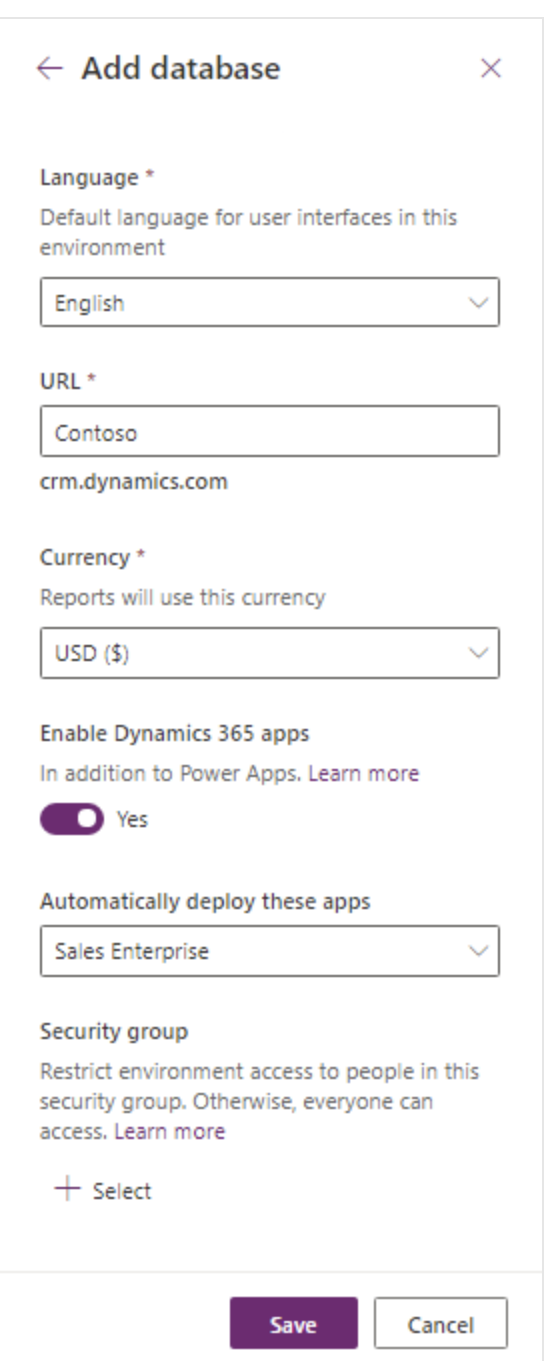 Add database
Language *
Default language for user interfaces in this
environment
English
URL *
Contoso
crm.dynamics.com
Currency *
Reports will use this currency
USD ($)
Enable Dynamics 365 apps
In addition to Power Apps. Learn more
Yes
Automatically deploy these apps
Sales Enterprise
Security group
Restrict environment access to people in this
security group. Otherwise, everyone can
access. Learn more
Select
Save Cancel